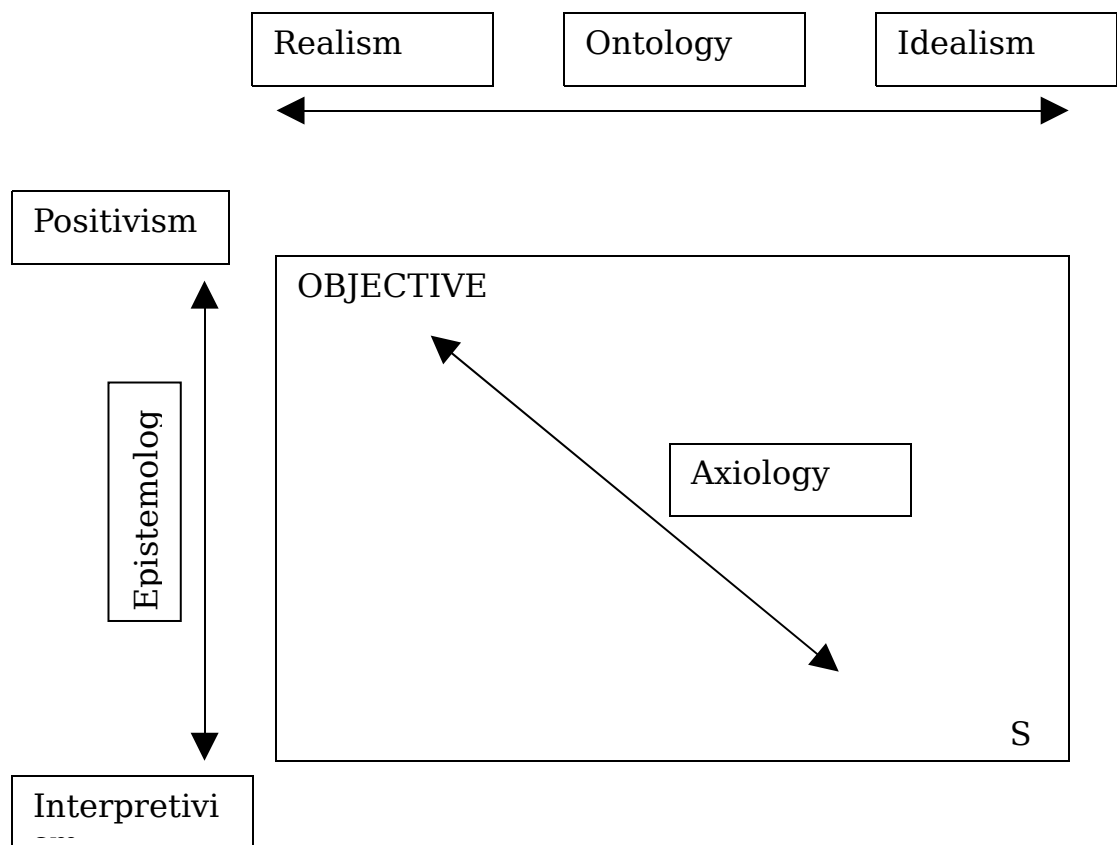 Realism
Ontology
Idealism
Positivism
OBJECTIVE
Epistemolog
Axiology
S
Interpretivi